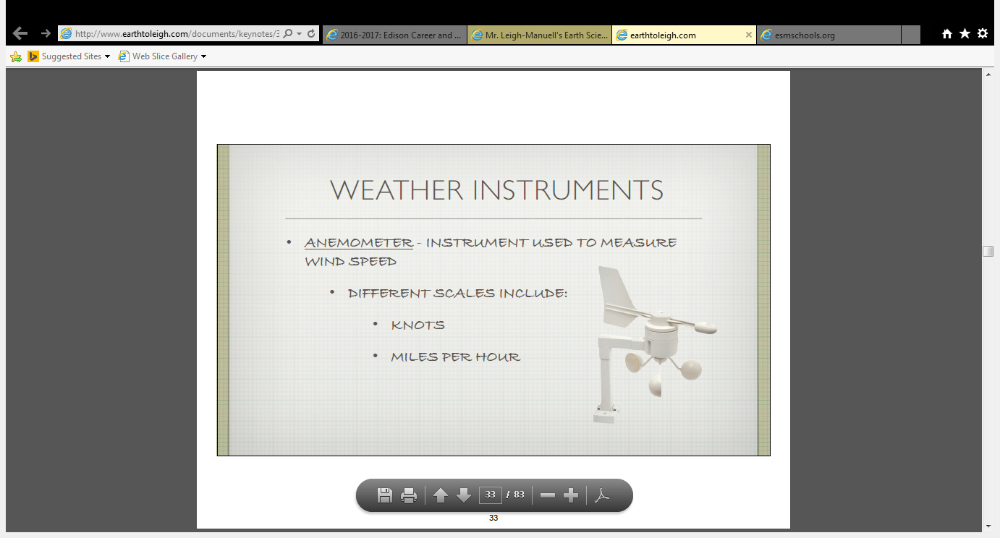 http://www.earthtoleigh.com/documents/keynotes/3
2016-2017: Edison Career and ...
Mr. Leigh-Manuell's Earth Scie...
earthtoleigh.com
esmschools.org
Suggested Sites
Web Slice Gallery
WEATHER INSTRUMENTS
• ANEMOMETER - INSTRUMENT USED TO MEASURE
WIND SPEED
• DIFFERENT SCALES INCLUDE:
• KNOTS
• MILES PER HOUR
33 / 83
33